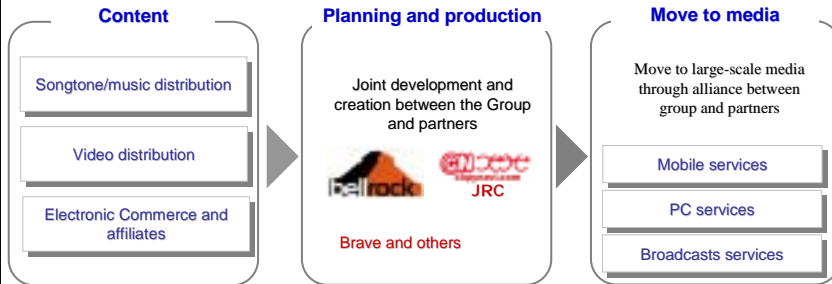 Content
Songtone/music distribution
Video distribution
Electronic Commerce and
affiliates
Planning and production
Joint development and
creation between the Group
and partners
bellrock
JRC
Brave and others
Move to media
Move to large-scale media
through alliance between
group and partners
Mobile services
PC services
Broadcasts services